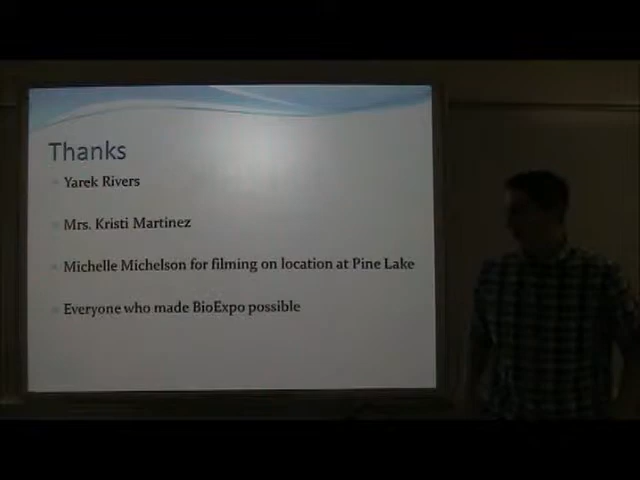 Thanks
Yarek Rivers
Mrs. Kristi Martinez
Michelle Michelson for filming on location at Pine Lake
Everyone who made BioExpo possible